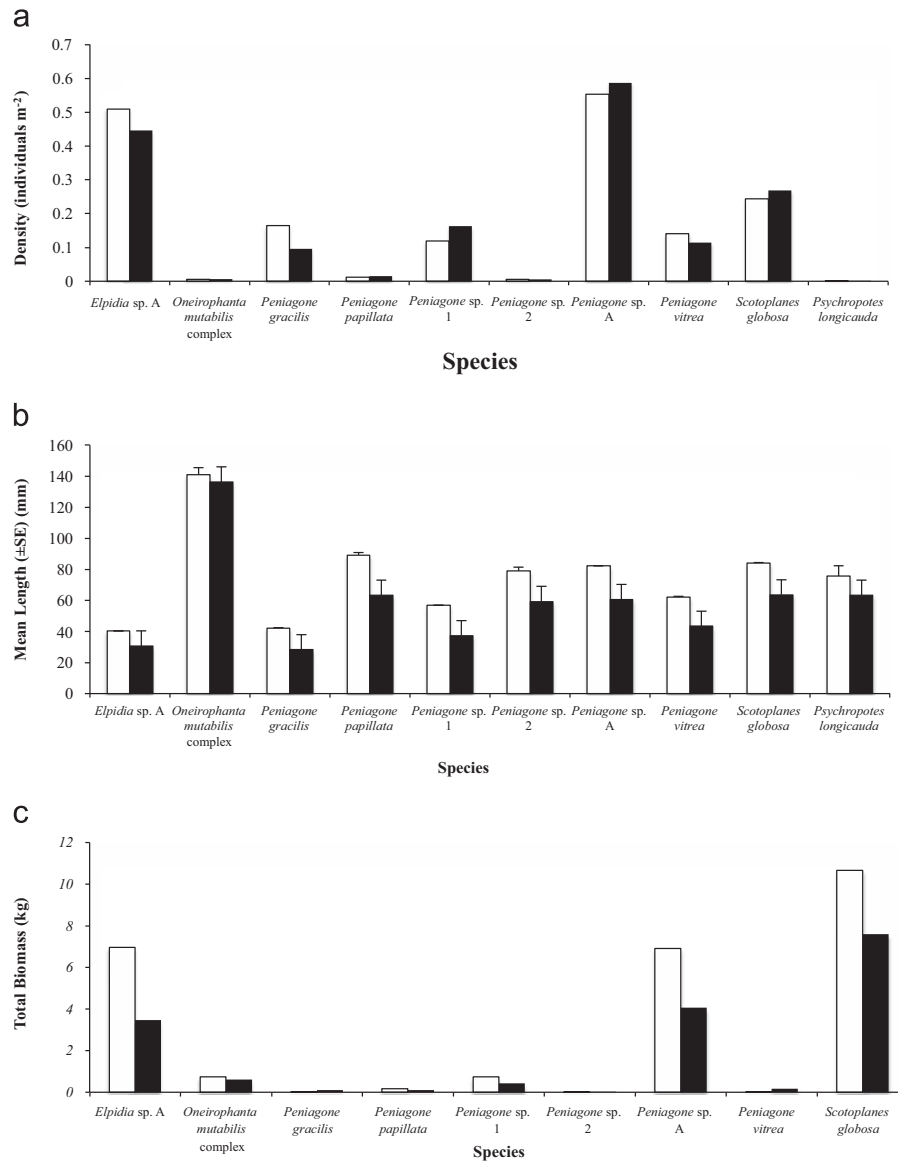 a
0.7
0.6
0.5
0.4
0.3
0.2
0.1
0
Density (individuals m⁻²)
Elpidia sp. A
Oneirophanta
mutabilis
complex
Peniagone
gracilis
Peniagone
papillata
Peniagone sp.
1
Peniagone sp.
2
Peniagone sp.
A
Peniagone
vitrea
Scotoplanes
globosa
Psychropotes
longicauda
Species
b
160
140
120
100
80
60
40
20
0
Mean Length (±SE) (mm)
Elpidia sp. A
Oneirophanta
mutabilis
complex
Peniagone
gracilis
Peniagone
papillata
Peniagone sp.
1
Peniagone sp.
2
Peniagone sp.
A
Peniagone
vitrea
Scotoplanes
globosa
Psychropotes
longicauda
Species
c
12
10
8
6
4
2
0
Total Biomass (kg)
Elpidia sp. A
Oneirophanta
mutabilis
complex
Peniagone
gracilis
Peniagone
papillata
Peniagone sp.
1
Peniagone sp.
2
Peniagone sp.
A
Peniagone
vitrea
Scotoplanes
globosa
Species